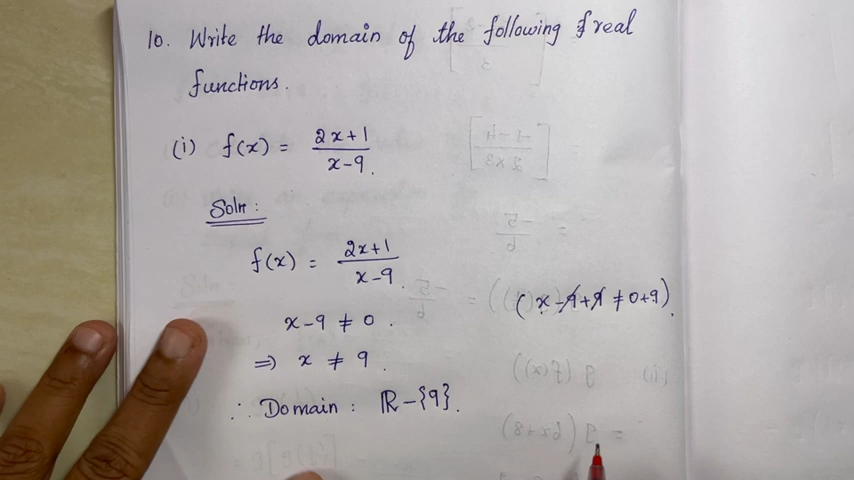 10. Write the domain of the following real
functions.
(i) f(x) = (2x+1)/(x-9).
Soln:
f(x) = (2x+1)/(x-9).
(x-9+9 ≠ 0+9).
x-9 ≠ 0.
⇒ x ≠ 9.
∴ Domain: ℝ-{9}.